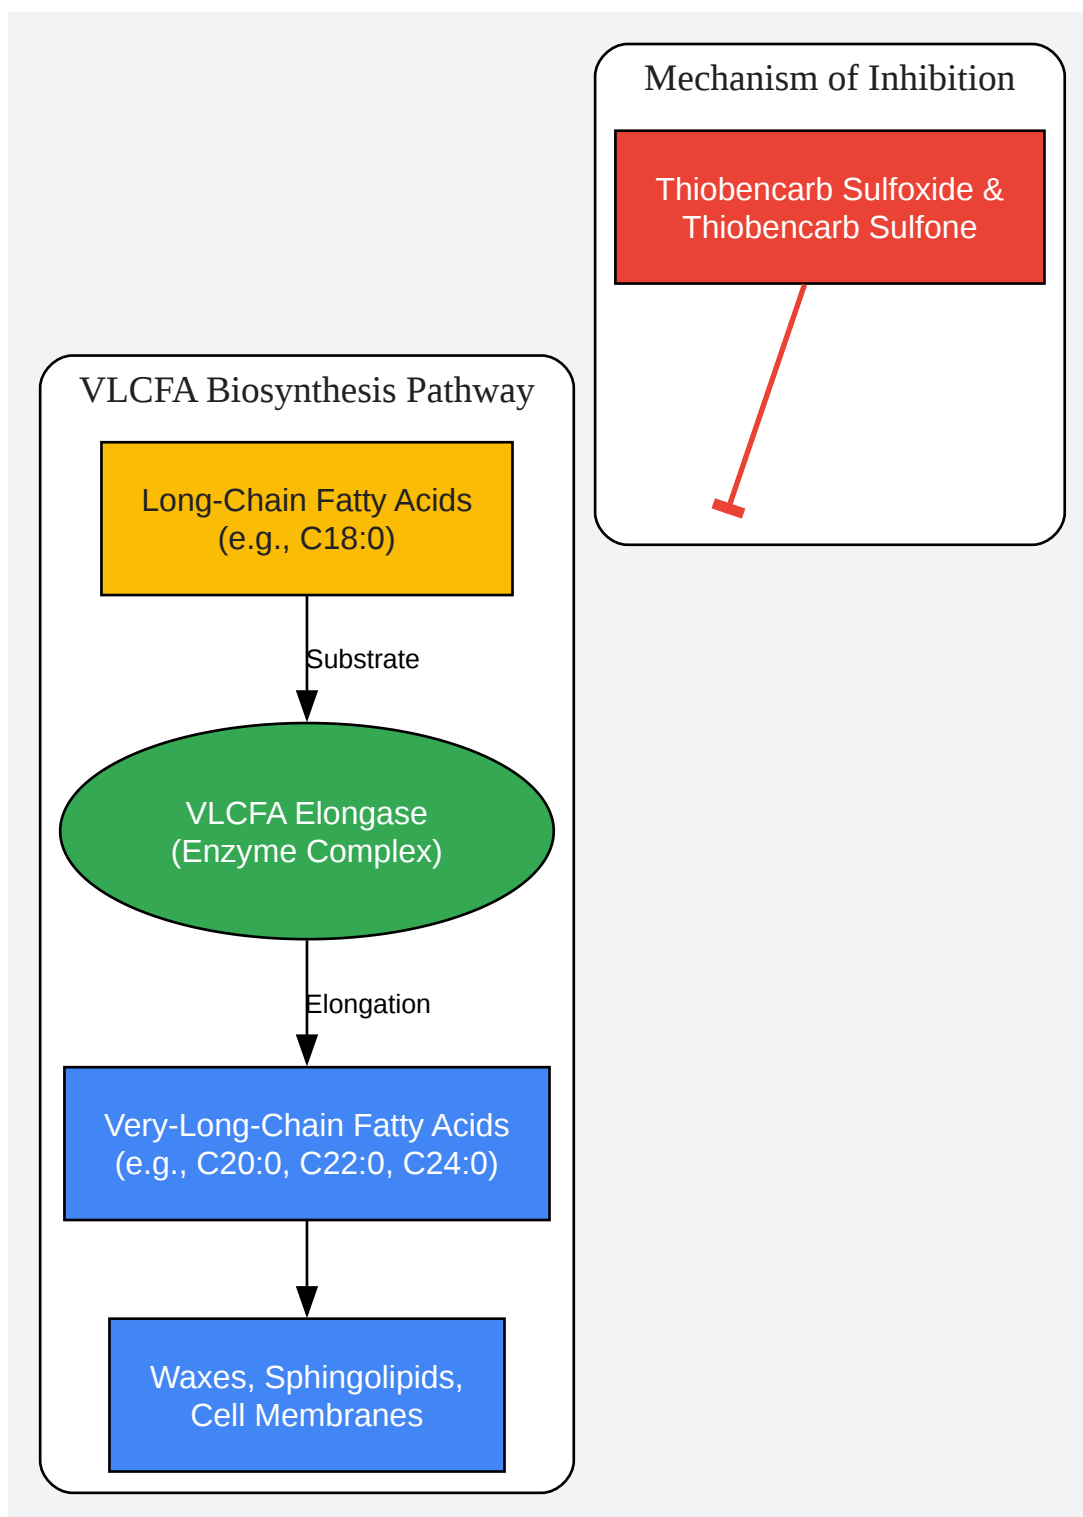 Mechanism of Inhibition
Thiobencarb Sulfoxide &
Thiobencarb Sulfone
VLCFA Biosynthesis Pathway
Long-Chain Fatty Acids
(e.g., C18:0)
Substrate
VLCFA Elongase
(Enzyme Complex)
Elongation
Very-Long-Chain Fatty Acids
(e.g., C20:0, C22:0, C24:0)
Waxes, Sphingolipids,
Cell Membranes